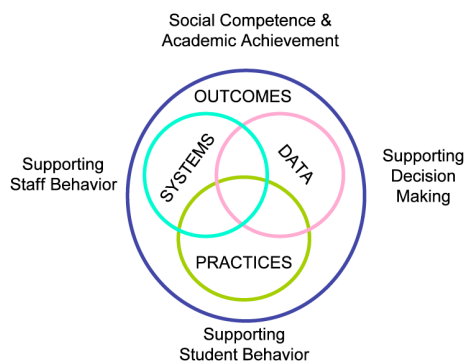 Social Competence &
Academic Achievement
OUTCOMES
SYSTEMS
DATA
Supporting
Staff Behavior
Supporting
Decision
Making
PRACTICES
Supporting
Student Behavior